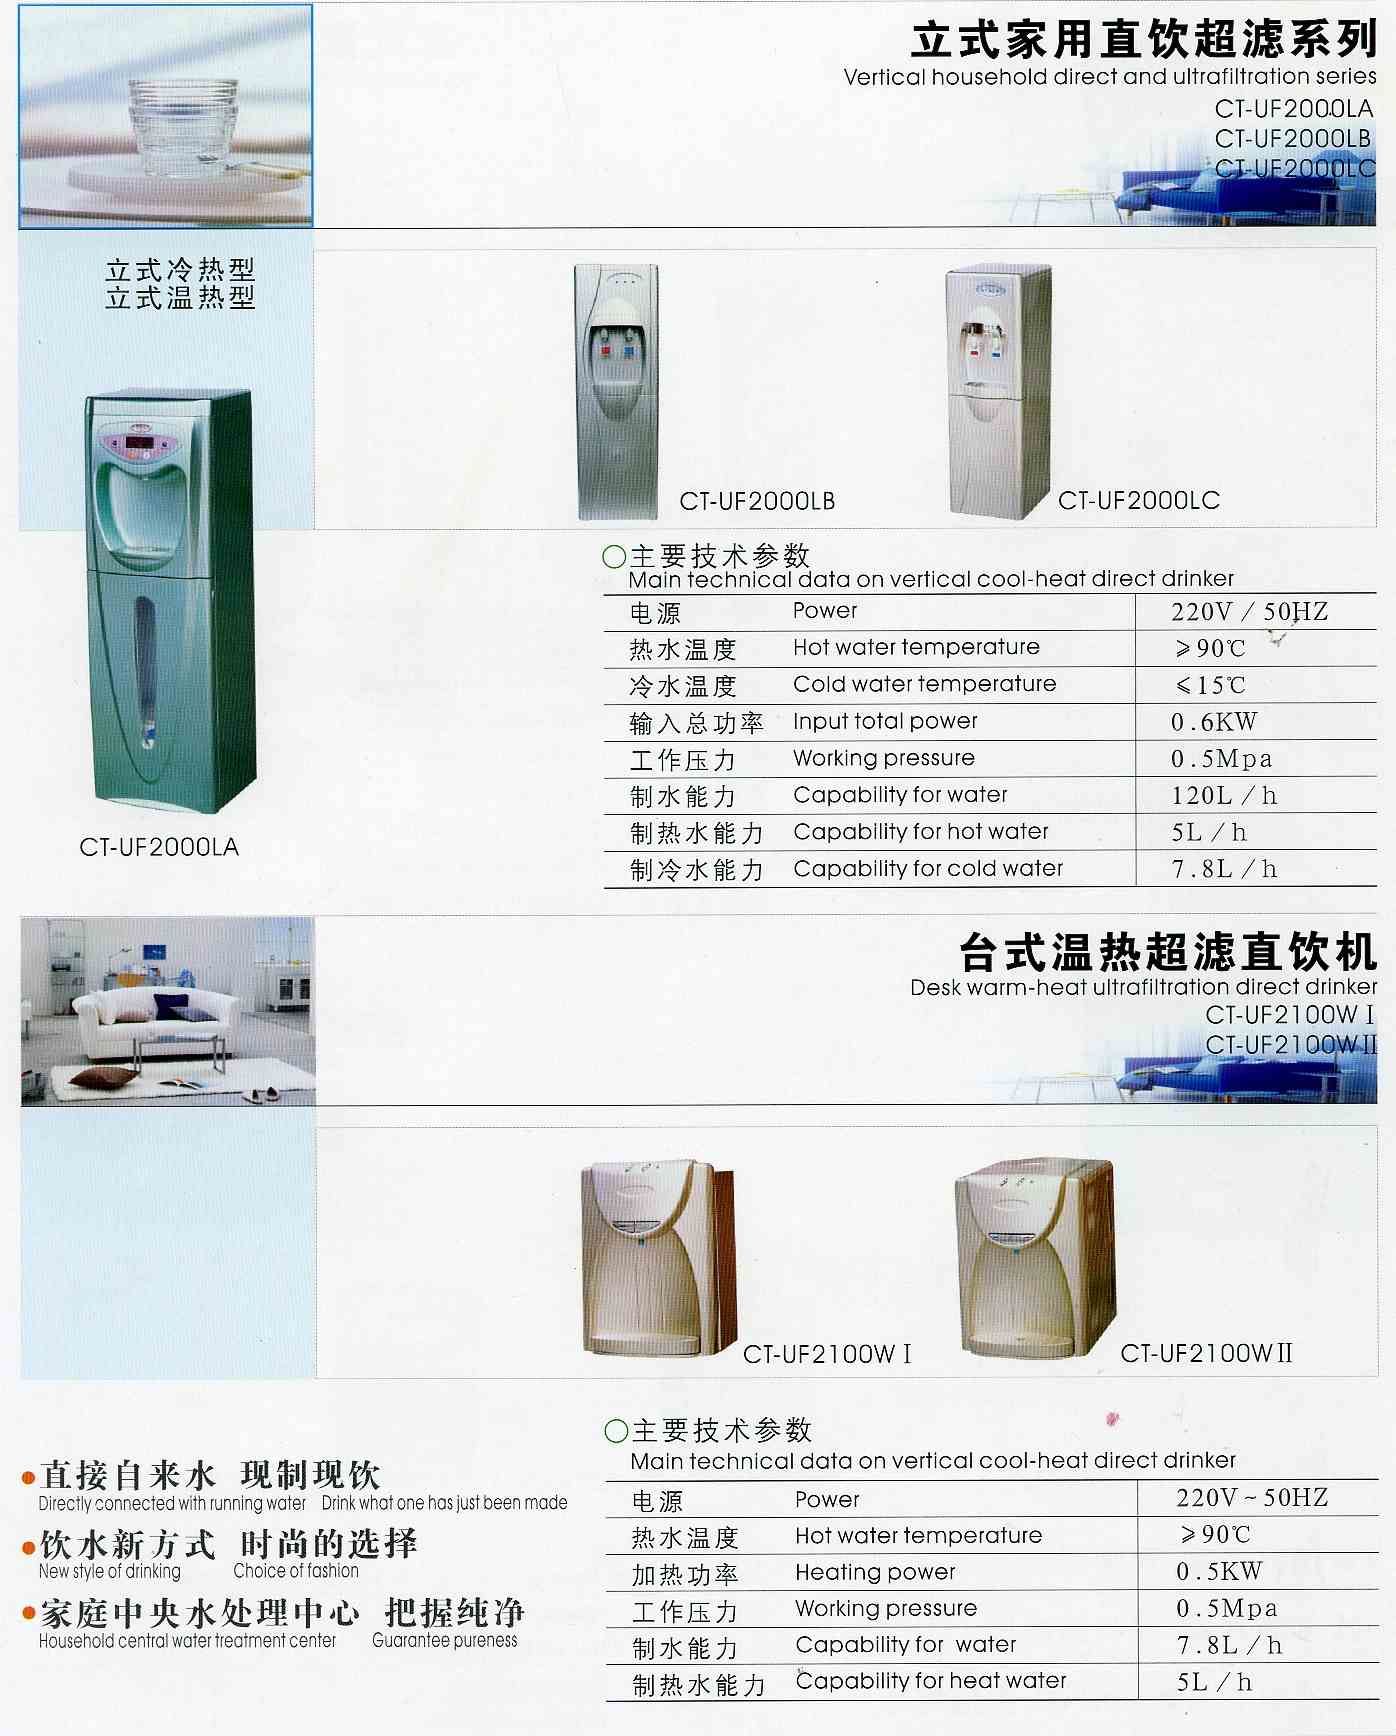 立式家用直饮超滤系列
Vertical household direct and ultrafiltration series
CT-UF2000LA
CT-UF2000LB
CT-UF2000LC
立式冷热型
立式温热型
CT-UF2000LB
CT-UF2000LC
CT-UF2000LA
○主要技术参数
Main technical data on vertical cool-heat direct drinker
电源 Power 220V / 50HZ
热水温度 Hot water temperature ≥90℃
冷水温度 Cold water temperature ≤15℃
输入总功率 Input total power 0.6KW
工作压力 Working pressure 0.5Mpa
制水能力 Capability for water 120L / h
制热水能力 Capability for hot water 5L / h
制冷水能力 Capability for cold water 7.8L / h
台式温热超滤直饮机
Desk warm-heat ultrafiltration direct drinker
CT-UF2100W I
CT-UF2100W II
CT-UF2100W I
CT-UF2100W II
●直接自来水 现制现饮
Directly connected with running water Drink what one has just been made
●饮水新方式 时尚的选择
New style of drinking Choice of fashion
●家庭中央水处理中心 把握纯净
Household central water treatment center Guarantee pureness
○主要技术参数
Main technical data on vertical cool-heat direct drinker
电源 Power 220V~50HZ
热水温度 Hot water temperature ≥90℃
加热功率 Heating power 0.5KW
工作压力 Working pressure 0.5Mpa
制水能力 Capability for water 7.8L / h
制热水能力 Capability for heat water 5L / h